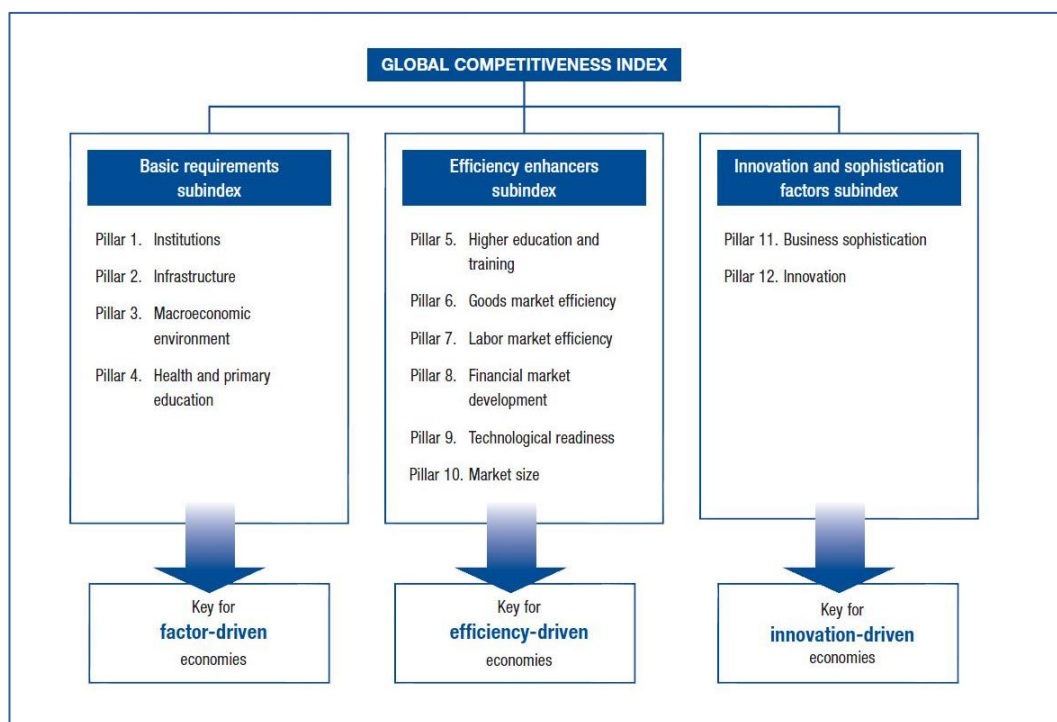 GLOBAL COMPETITIVENESS INDEX
Basic requirements
subindex
Pillar 1. Institutions
Pillar 2. Infrastructure
Pillar 3. Macroeconomic
environment
Pillar 4. Health and primary
education
Key for
factor-driven
economies
Efficiency enhancers
subindex
Pillar 5. Higher education and
training
Pillar 6. Goods market efficiency
Pillar 7. Labor market efficiency
Pillar 8. Financial market
development
Pillar 9. Technological readiness
Pillar 10. Market size
Key for
efficiency-driven
economies
Innovation and sophistication
factors subindex
Pillar 11. Business sophistication
Pillar 12. Innovation
Key for
innovation-driven
economies